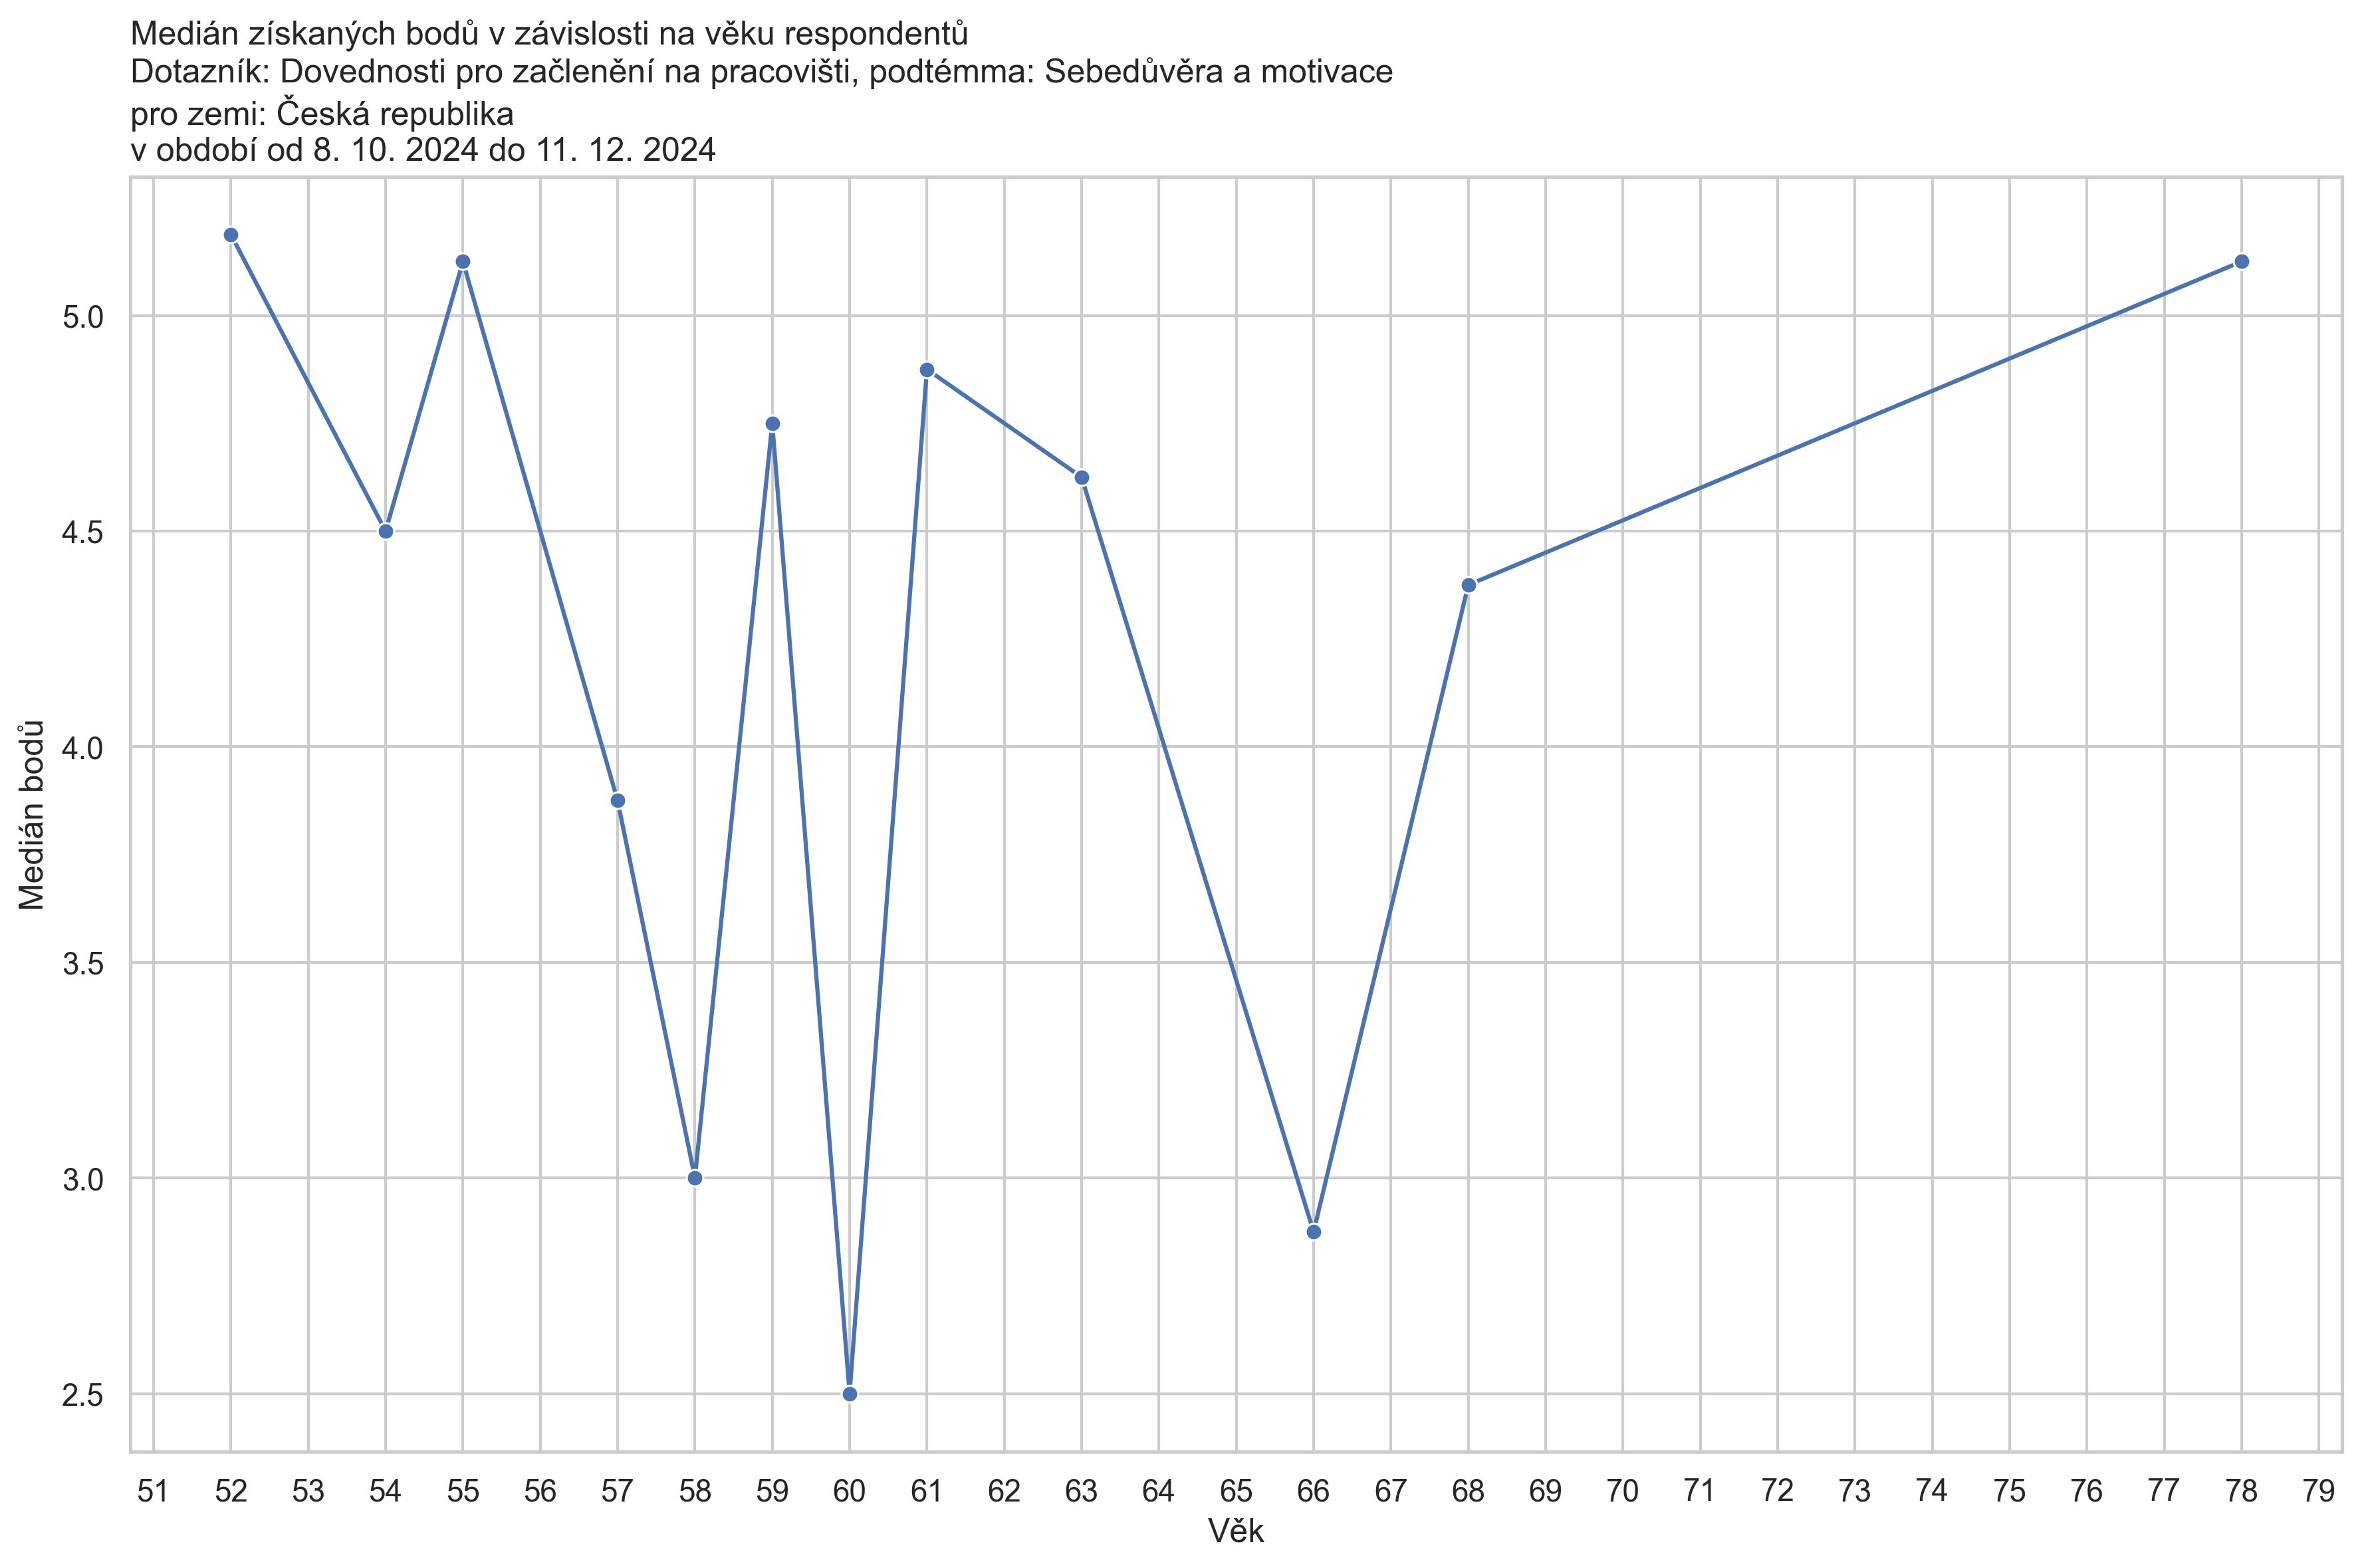 Medián získaných bodů v závislosti na věku respondentů
Dotazník: Dovednosti pro začlenění na pracovišti, podtémma: Sebedůvěra a motivace
pro zemi: Česká republika
v období od 8. 10. 2024 do 11. 12. 2024
5.0
4.5
4.0
3.5
3.0
2.5
Medián bodů
51 52 53 54 55 56 57 58 59 60 61 62 63 64 65 66 67 68 69 70 71 72 73 74 75 76 77 78 79
Věk